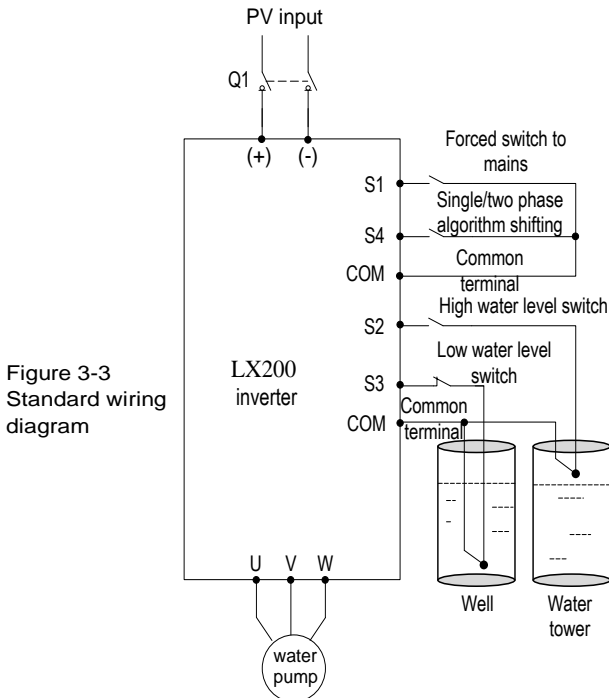 PV input
Q1
(+) (-)
Forced switch to
mains
S1
Single/two phase
algorithm shifting
S4
Common
terminal
COM
High water level switch
S2
Low water level
switch
S3
Common
terminal
COM
LX200
inverter
Figure 3-3
Standard wiring
diagram
U V W
Well
Water
tower
water
pump